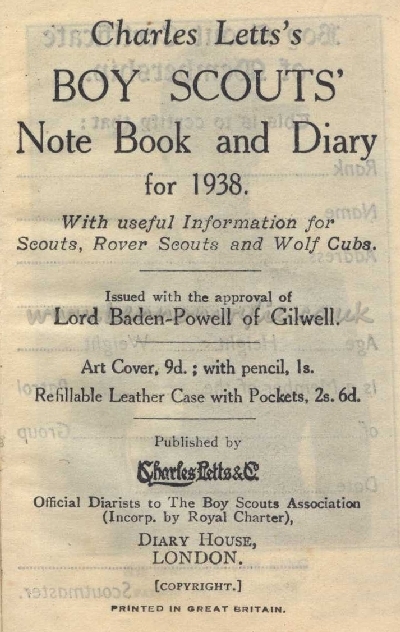 Charles Letts's
BOY SCOUTS'
Note Book and Diary
for 1938.
With useful Information for
Scouts, Rover Scouts and Wolf Cubs.
Issued with the approval of
Lord Baden-Powell of Gilwell.
Art Cover, 9d. ; with pencil, 1s.
Refillable Leather Case with Pockets, 2s. 6d.
Published by
Charles Letts & Co
Official Diarists to The Boy Scouts Association
(Incorp. by Royal Charter),
DIARY HOUSE,
LONDON.
[COPYRIGHT.]
PRINTED IN GREAT BRITAIN.